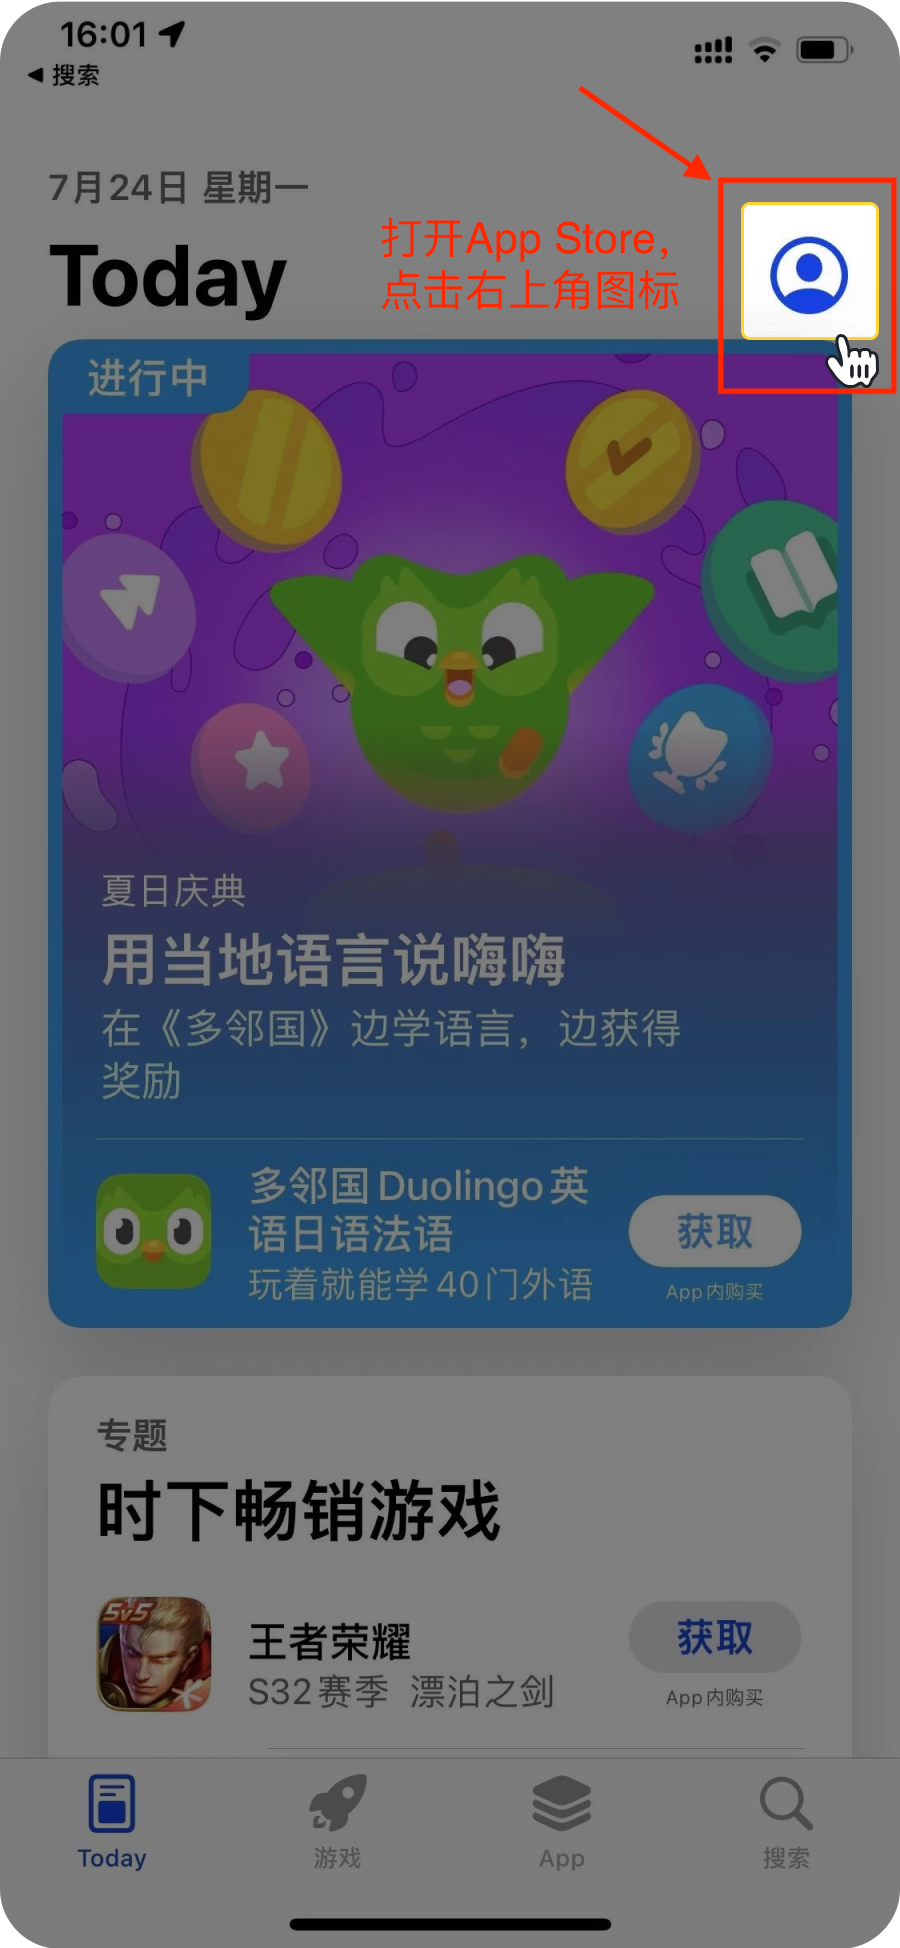 16:01
搜索
7月24日 星期一
Today
打开App Store，
点击右上角图标
进行中
夏日庆典
用当地语言说嗨嗨
在《多邻国》边学语言，边获得
奖励
多邻国 Duolingo 英
语日语法语
玩着就能学 40 门外语
获取
App 内购买
专题
时下畅销游戏
5v5
王者荣耀
S32 赛季 漂泊之剑
获取
App 内购买
Today
游戏
App
搜索